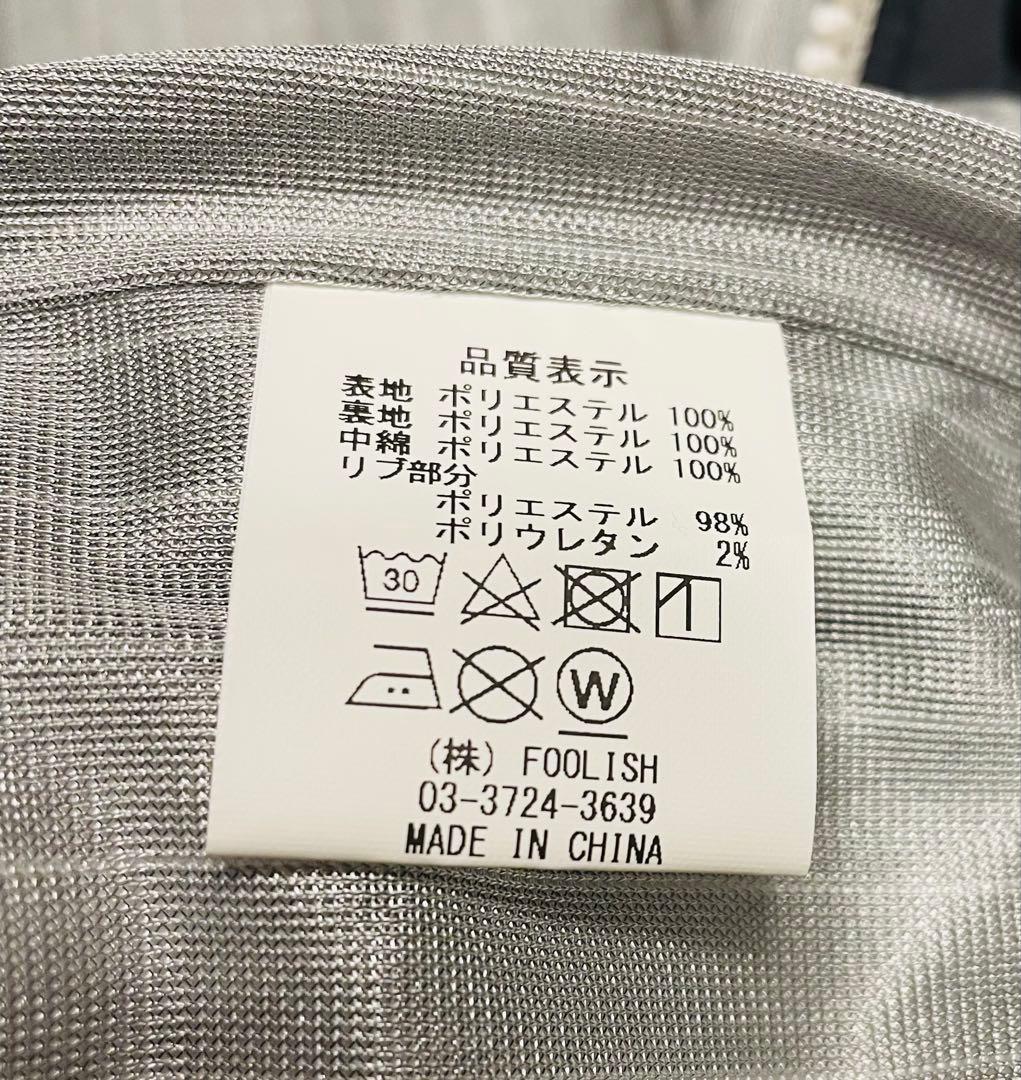 品質表示
表地 ポリエステル 100%
裏地 ポリエステル 100%
中綿 ポリエステル 100%
リブ部分
ポリエステル 98%
ポリウレタン 2%
30
W
(株) FOOLISH
03-3724-3639
MADE IN CHINA